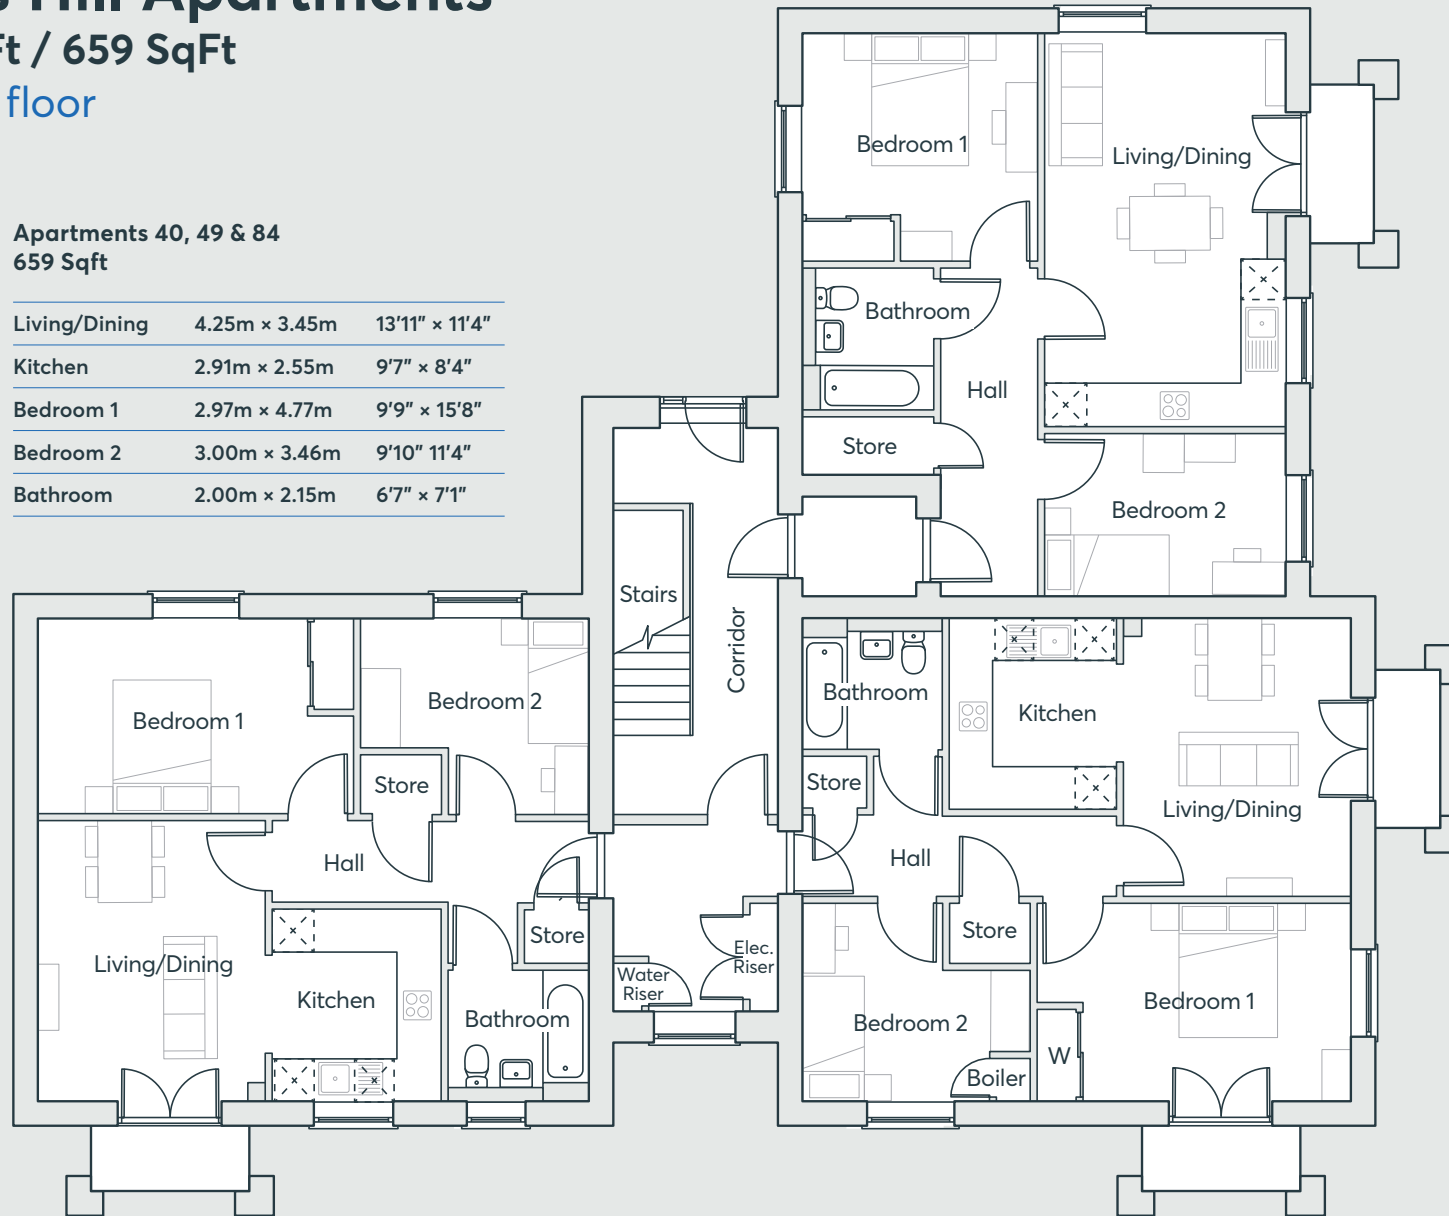 Apartments
/ 659 SqFt
floor
Apartments 40, 49 & 84
659 Sqft
Living/Dining 4.25m × 3.45m 13'11" × 11'4"
Kitchen 2.91m × 2.55m 9'7" × 8'4"
Bedroom 1 2.97m × 4.77m 9'9" × 15'8"
Bedroom 2 3.00m × 3.46m 9'10" 11'4"
Bathroom 2.00m × 2.15m 6'7" × 7'1"
Bedroom 1
Living/Dining
Bathroom
Hall
Store
Bedroom 2
Stairs
Corridor
Bedroom 1
Bedroom 2
Store
Hall
Living/Dining
Kitchen
Store
Bathroom
Water
Riser
Elec.
Riser
Bathroom
Kitchen
Store
Living/Dining
Hall
Store
Bedroom 2
Bedroom 1
W
Boiler